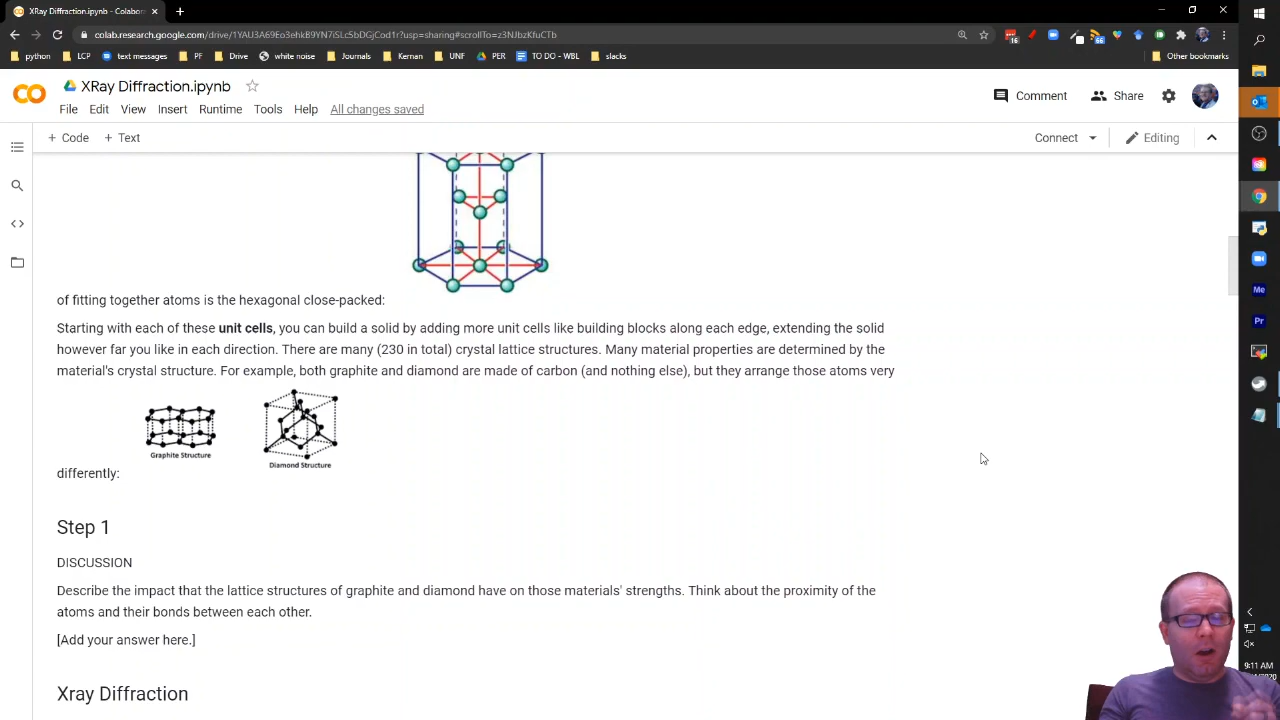 XRay Diffraction.ipynb - Colabor
colab.research.google.com/drive/1YAU3A69Eo3ehkB9YN7iSLc5bDGjCod1r?usp=sharing#scrollTo=z3NJbzKfuCTb
python LCP text messages PF Drive white noise Journals Kernan UNF PER TO DO - WBL slacks Other bookmarks
XRay Diffraction.ipynb
File Edit View Insert Runtime Tools Help All changes saved
Comment Share
+ Code + Text
Connect Editing
of fitting together atoms is the hexagonal close-packed:
Starting with each of these unit cells, you can build a solid by adding more unit cells like building blocks along each edge, extending the solid
however far you like in each direction. There are many (230 in total) crystal lattice structures. Many material properties are determined by the
material's crystal structure. For example, both graphite and diamond are made of carbon (and nothing else), but they arrange those atoms very
Graphite Structure
Diamond Structure
differently:
Step 1
DISCUSSION
Describe the impact that the lattice structures of graphite and diamond have on those materials' strengths. Think about the proximity of the
atoms and their bonds between each other.
[Add your answer here.]
Xray Diffraction
Me
Pr
9:11 AM